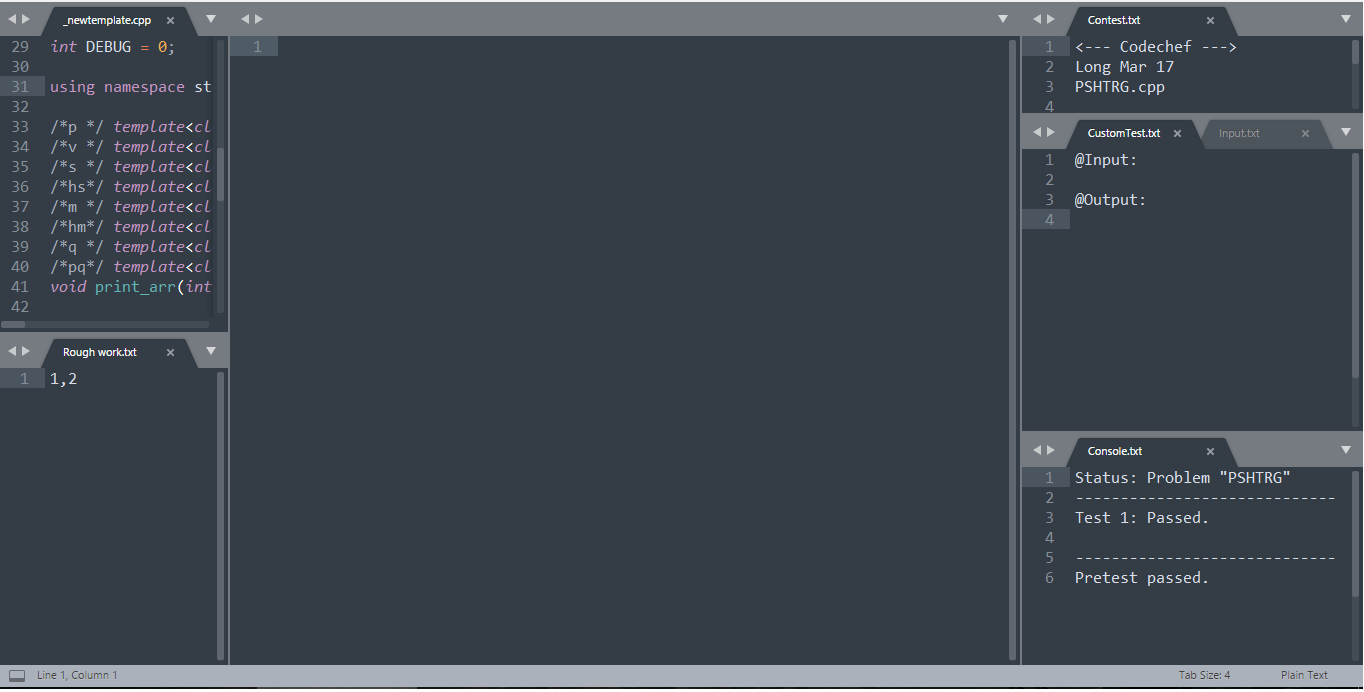 _newtemplate.cpp ×
29 int DEBUG = 0;
30
31 using namespace st
32
33 /*p */ template<cl
34 /*v */ template<cl
35 /*s */ template<cl
36 /*hs*/ template<cl
37 /*m */ template<cl
38 /*hm*/ template<cl
39 /*q */ template<cl
40 /*pq*/ template<cl
41 void print_arr(int
42
Rough work.txt ×
1 1,2
1
Contest.txt ×
1 <--- Codechef --->
2 Long Mar 17
3 PSHTRG.cpp
4
CustomTest.txt × Input.txt ×
1 @Input:
2
3 @Output:
4
Console.txt ×
1 Status: Problem "PSHTRG"
2 -----------------------------
3 Test 1: Passed.
4
5 -----------------------------
6 Pretest passed.
Line 1, Column 1 Tab Size: 4 Plain Text